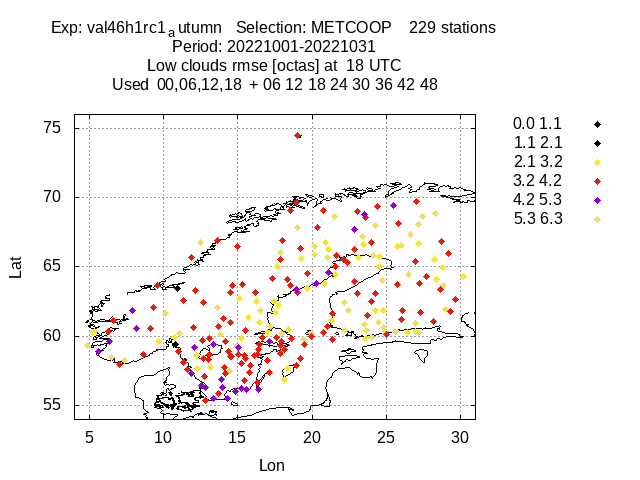 Exp: val46h1rc1autumn Selection: METCOOP 229 stations
Period: 20221001-20221031
Low clouds rmse [octas] at 18 UTC
Used 00,06,12,18 + 06 12 18 24 30 36 42 48
75
70
65
60
55
Lat
5 10 15 20 25 30
Lon
0.0 1.1
1.1 2.1
2.1 3.2
3.2 4.2
4.2 5.3
5.3 6.3